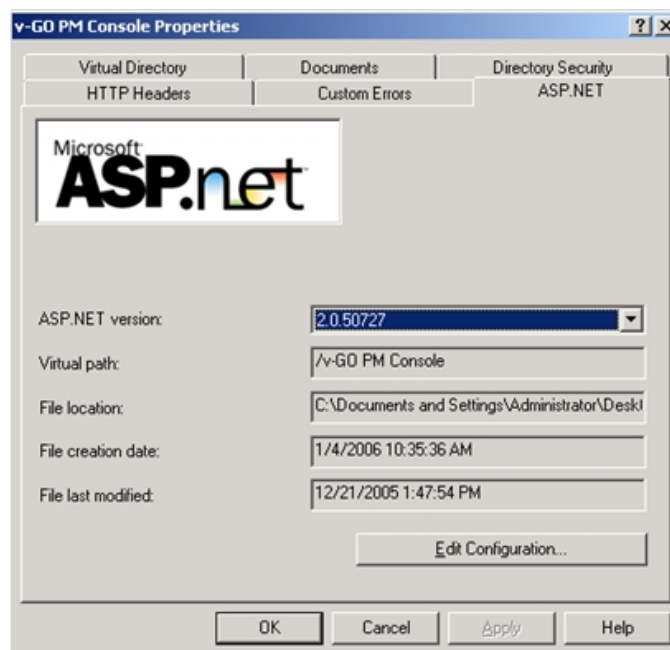 v-GO PM Console Properties
Virtual Directory Documents Directory Security
HTTP Headers Custom Errors ASP.NET
Microsoft
ASP.net
ASP.NET version: 2.0.50727
Virtual path: /v-GO PM Console
File location: C:\Documents and Settings\Administrator\Deskt
File creation date: 1/4/2006 10:35:36 AM
File last modified: 12/21/2005 1:47:54 PM
Edit Configuration...
OK Cancel Apply Help